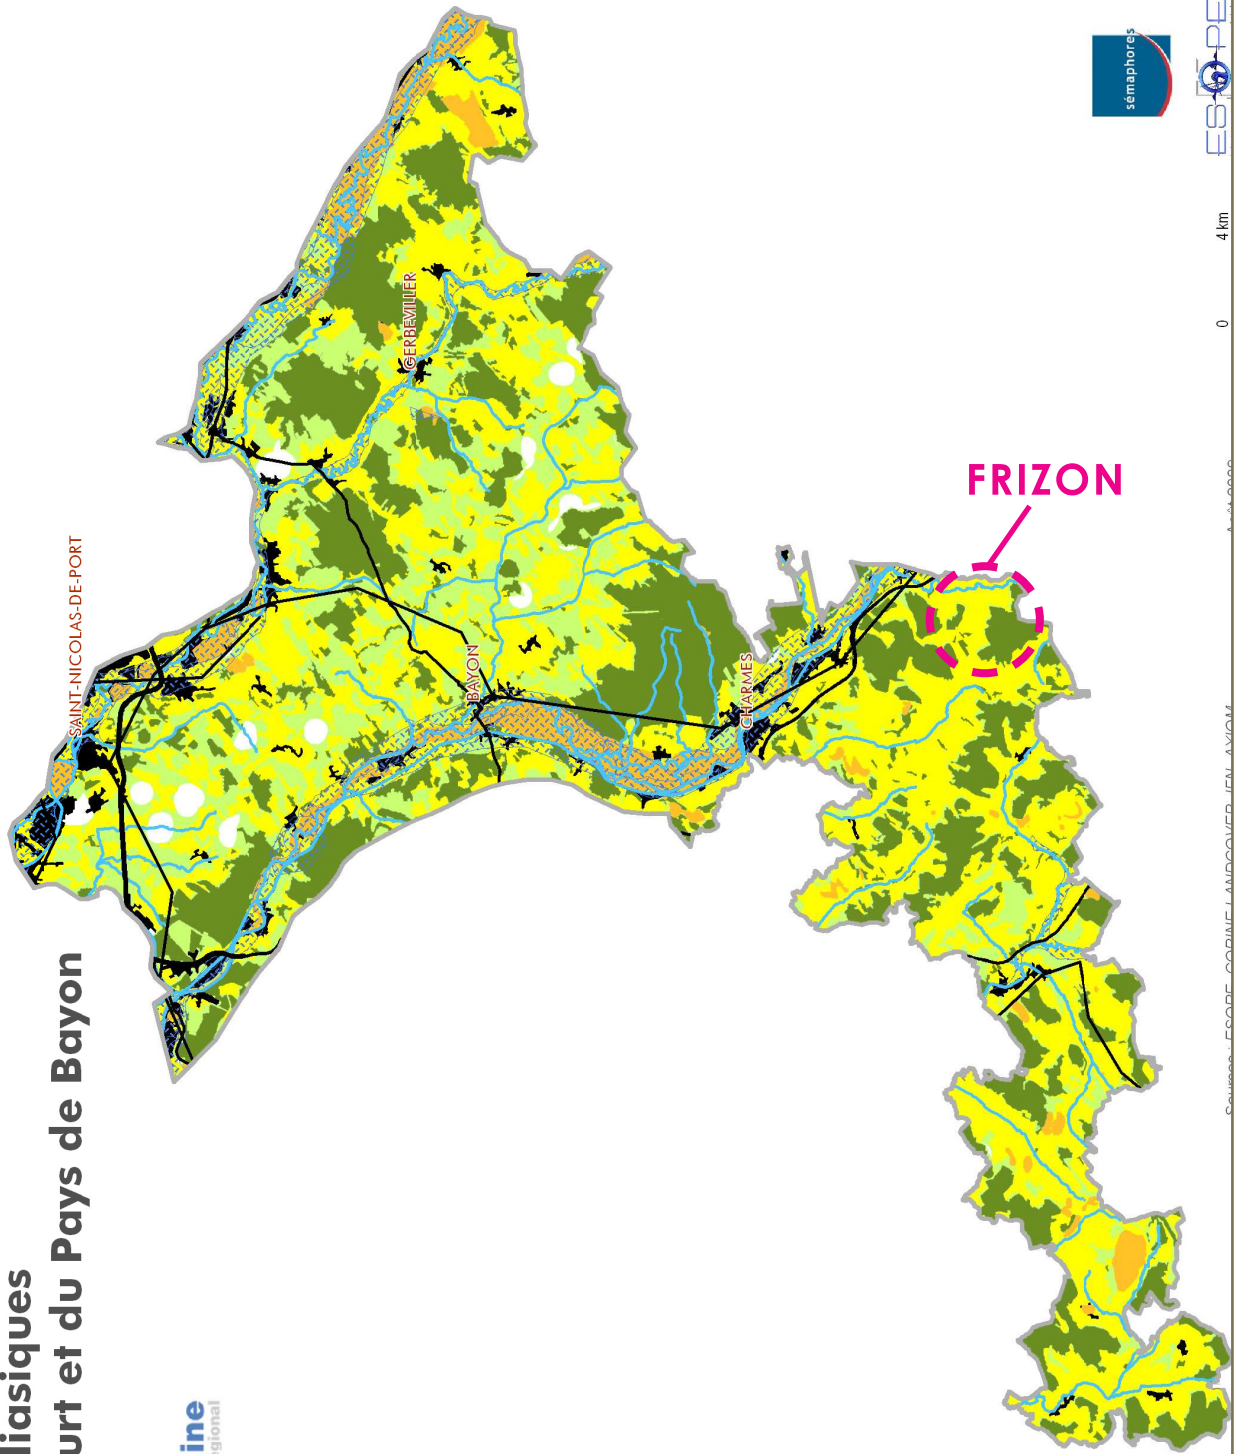 liasiques
urt et du Pays de Bayon
ine
egional
SAINT-NICOLAS-DE-PORT
GERBEVILLER
BAYON
CHARMES
FRIZON
sémaphores
0 4 km